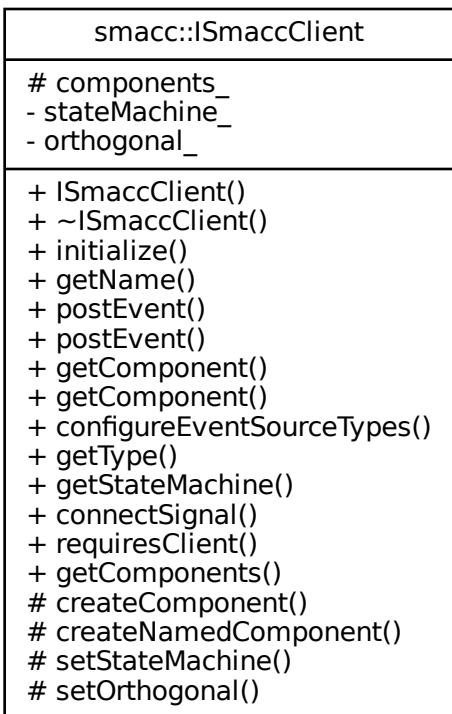 smacc::ISmaccClient
# components_
- stateMachine_
- orthogonal_
+ ISmaccClient()
+ ~ISmaccClient()
+ initialize()
+ getName()
+ postEvent()
+ postEvent()
+ getComponent()
+ getComponent()
+ configureEventSourceTypes()
+ getType()
+ getStateMachine()
+ connectSignal()
+ requiresClient()
+ getComponents()
# createComponent()
# createNamedComponent()
# setStateMachine()
# setOrthogonal()